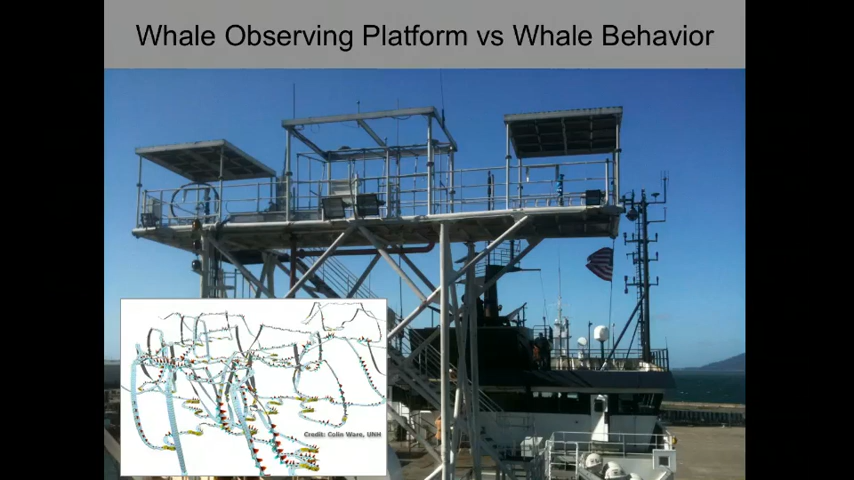 Whale Observing Platform vs Whale Behavior
Credit: Colin Ware, UNH